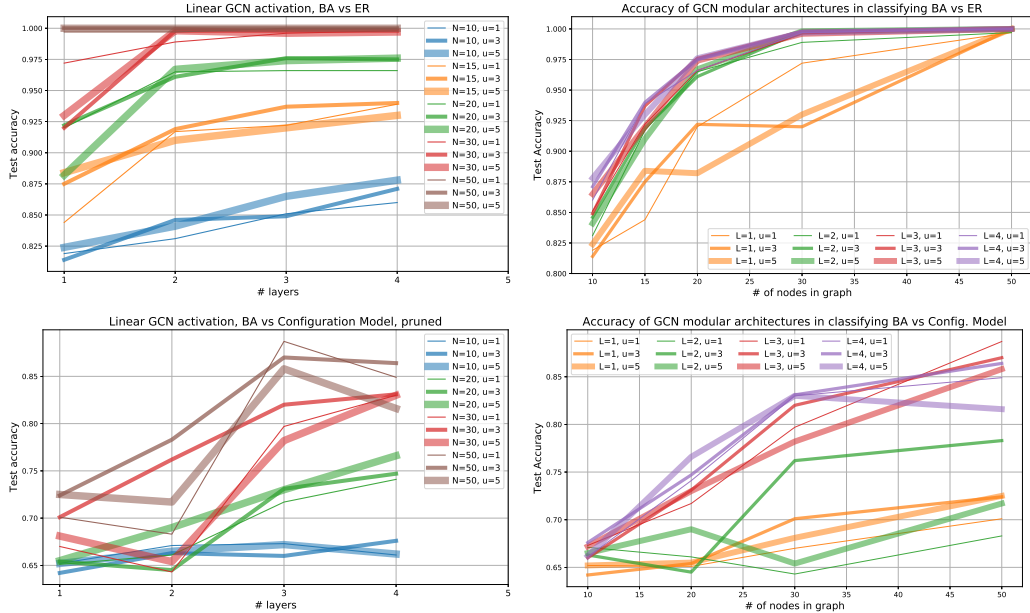 Linear GCN activation, BA vs ER
Test accuracy
1.000
0.975
0.950
0.925
0.900
0.875
0.850
0.825
1
2
3
4
5
# layers
N=10, u=1
N=10, u=3
N=10, u=5
N=15, u=1
N=15, u=3
N=15, u=5
N=20, u=1
N=20, u=3
N=20, u=5
N=30, u=1
N=30, u=3
N=30, u=5
N=50, u=1
N=50, u=3
N=50, u=5
Accuracy of GCN modular architectures in classifying BA vs ER
Test Accuracy
1.000
0.975
0.950
0.925
0.900
0.875
0.850
0.825
0.800
10
15
20
25
30
35
40
45
50
# of nodes in graph
L=1, u=1
L=1, u=3
L=1, u=5
L=2, u=1
L=2, u=3
L=2, u=5
L=3, u=1
L=3, u=3
L=3, u=5
L=4, u=1
L=4, u=3
L=4, u=5
Linear GCN activation, BA vs Configuration Model, pruned
Test accuracy
0.85
0.80
0.75
0.70
0.65
1
2
3
4
5
# layers
N=10, u=1
N=10, u=3
N=10, u=5
N=20, u=1
N=20, u=3
N=20, u=5
N=30, u=1
N=30, u=3
N=30, u=5
N=50, u=1
N=50, u=3
N=50, u=5
Accuracy of GCN modular architectures in classifying BA vs Config. Model
Test Accuracy
0.85
0.80
0.75
0.70
0.65
10
15
20
25
30
35
40
45
50
# of nodes in graph
L=1, u=1
L=1, u=3
L=1, u=5
L=2, u=1
L=2, u=3
L=2, u=5
L=3, u=1
L=3, u=3
L=3, u=5
L=4, u=1
L=4, u=3
L=4, u=5